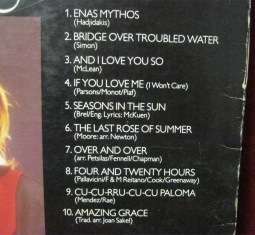 1. ENAS MYTHOS
(Hadjidakis)
2. BRIDGE OVER TROUBLED WATER
(Simon)
3. AND I LOVE YOU SO
(McLean)
4. IF YOU LOVE ME (I Won't Care)
(Parsons/Monot/Piaf)
5. SEASONS IN THE SUN
(Brel/Eng. Lyrics: McKuen)
6. THE LAST ROSE OF SUMMER
(Moore: arr. Newton)
7. OVER AND OVER
(arr. Petsilas/Fennell/Chapman)
8. FOUR AND TWENTY HOURS
(Pallavicini/F & M Reitano/Cook/Greenaway)
9. CU-CU-RRU-CU-CU PALOMA
(Mendez/Rae)
10. AMAZING GRACE
(Trad. arr: Joan Sakel)